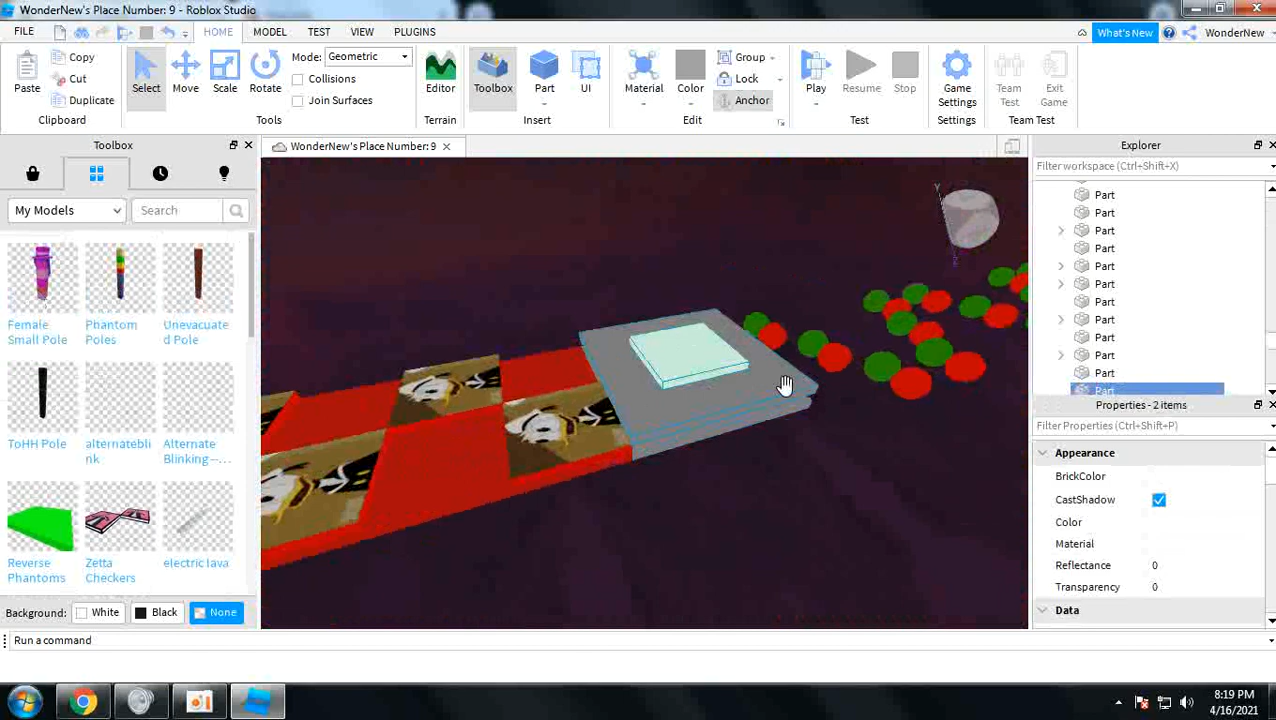 WonderNew's Place Number: 9 - Roblox Studio
FILE HOME MODEL TEST VIEW PLUGINS What's New WonderNew
Paste Copy Cut Duplicate Clipboard
Select Move Scale Rotate Mode: Geometric Collisions Join Surfaces Tools
Editor Terrain
Toolbox Part UI Insert
Material Color Group Lock Anchor Edit
Play Resume Stop Test
Game Settings Settings
Team Test Exit Game Team Test
Toolbox
My Models Search
Female Small Pole
Phantom Poles
Unevacuate d Pole
ToHH Pole
alternatebli nk
Alternate Blinking--...
Reverse Phantoms
Zetta Checkers
electric lava
Background: White Black None
WonderNew's Place Number: 9
Explorer
Filter workspace (Ctrl+Shift+X)
Part
Part
Part
Part
Part
Part
Part
Part
Part
Part
Part
Part
Properties - 2 items
Filter Properties (Ctrl+Shift+P)
Appearance
BrickColor
CastShadow
Color
Material
Reflectance 0
Transparency 0
Data
Run a command
8:19 PM
4/16/2021